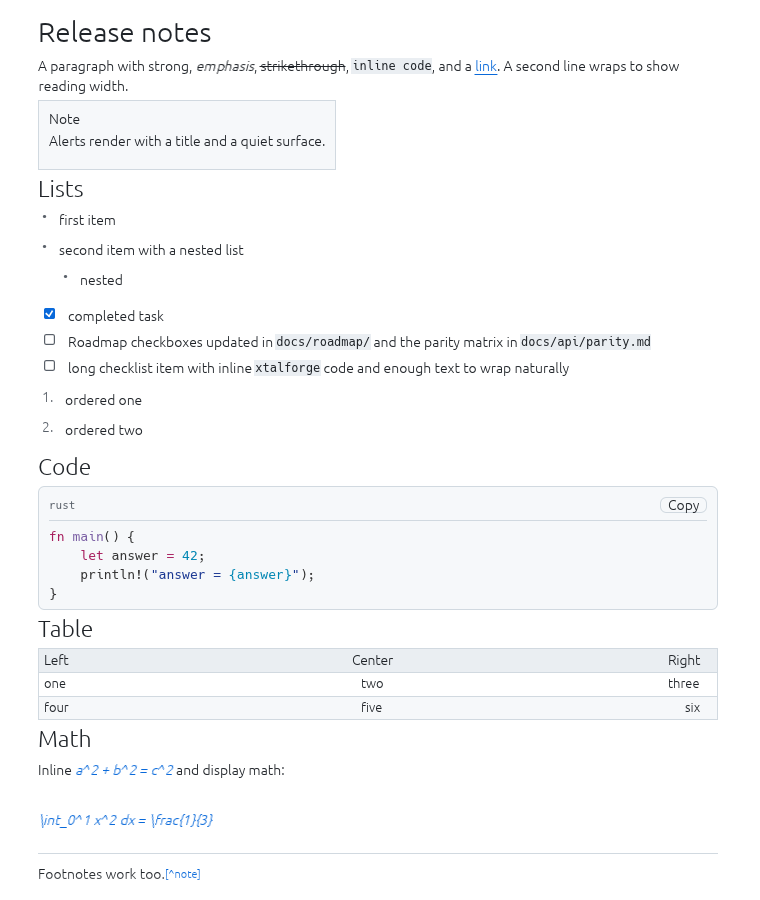 Release notes
A paragraph with strong, emphasis, strikethrough, inline code, and a link. A second line wraps to show
reading width.
Note
Alerts render with a title and a quiet surface.
Lists
• first item
• second item with a nested list
• nested
completed task
Roadmap checkboxes updated in docs/roadmap/ and the parity matrix in docs/api/parity.md
long checklist item with inline xtalforge code and enough text to wrap naturally
1. ordered one
2. ordered two
Code
rust Copy
fn main() {
    let answer = 42;
    println!("answer = {answer}");
}
Table
Left Center Right
one two three
four five six
Math
Inline a^2 + b^2 = c^2 and display math:
\int_0^1 x^2 dx = \frac{1}{3}
Footnotes work too.[^note]